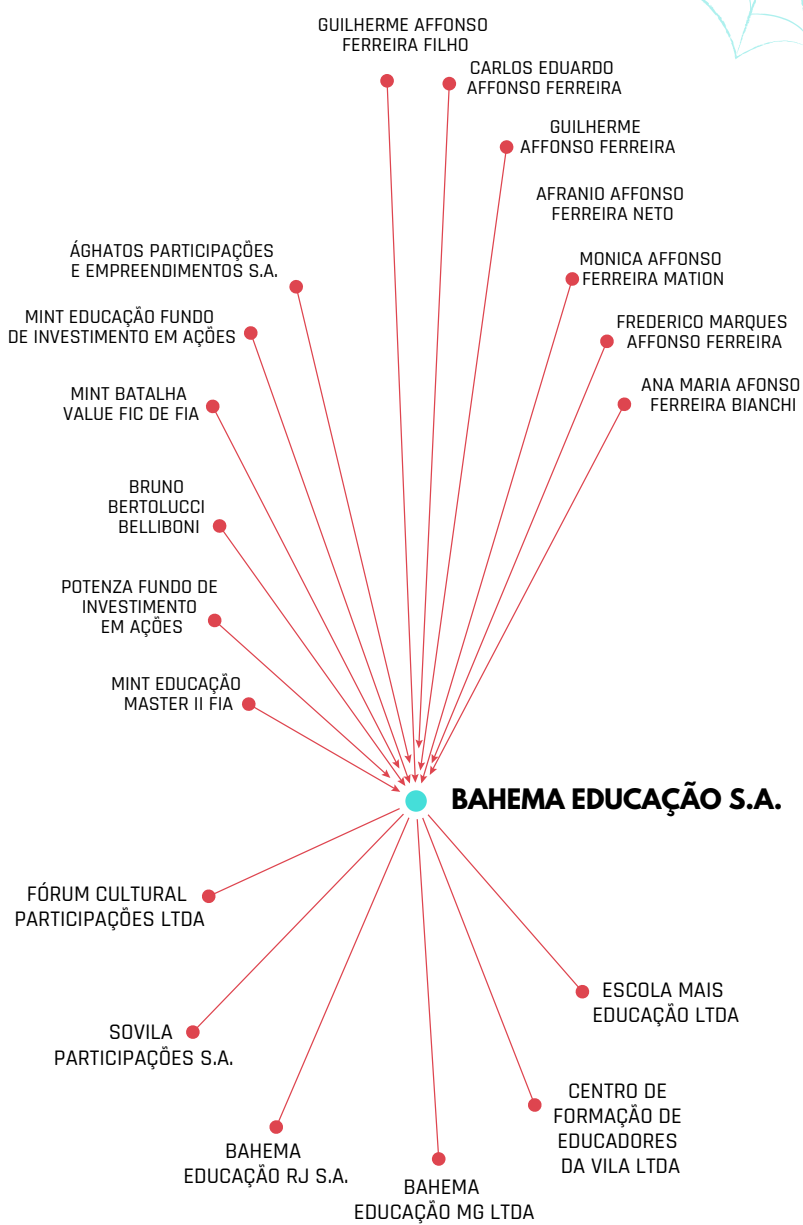 GUILHERME AFFONSO
FERREIRA FILHO
CARLOS EDUARDO
AFFONSO FERREIRA
GUILHERME
AFFONSO FERREIRA
AFRANIO AFFONSO
FERREIRA NETO
MONICA AFFONSO
FERREIRA MATION
FREDERICO MARQUES
AFFONSO FERREIRA
ANA MARIA AFONSO
FERREIRA BIANCHI
ÁGHATOS PARTICIPAÇÕES
E EMPREENDIMENTOS S.A.
MINT EDUCAÇÃO FUNDO
DE INVESTIMENTO EM AÇÕES
MINT BATALHA
VALUE FIC DE FIA
BRUNO
BERTOLUCCI
BELLIBONI
POTENZA FUNDO DE
INVESTIMENTO
EM AÇÕES
MINT EDUCAÇÃO
MASTER II FIA
BAHEMA EDUCAÇÃO S.A.
FÓRUM CULTURAL
PARTICIPAÇÕES LTDA
SOVILA
PARTICIPAÇÕES S.A.
BAHEMA
EDUCAÇÃO RJ S.A.
BAHEMA
EDUCAÇÃO MG LTDA
CENTRO DE
FORMAÇÃO DE
EDUCADORES
DA VILA LTDA
ESCOLA MAIS
EDUCAÇÃO LTDA